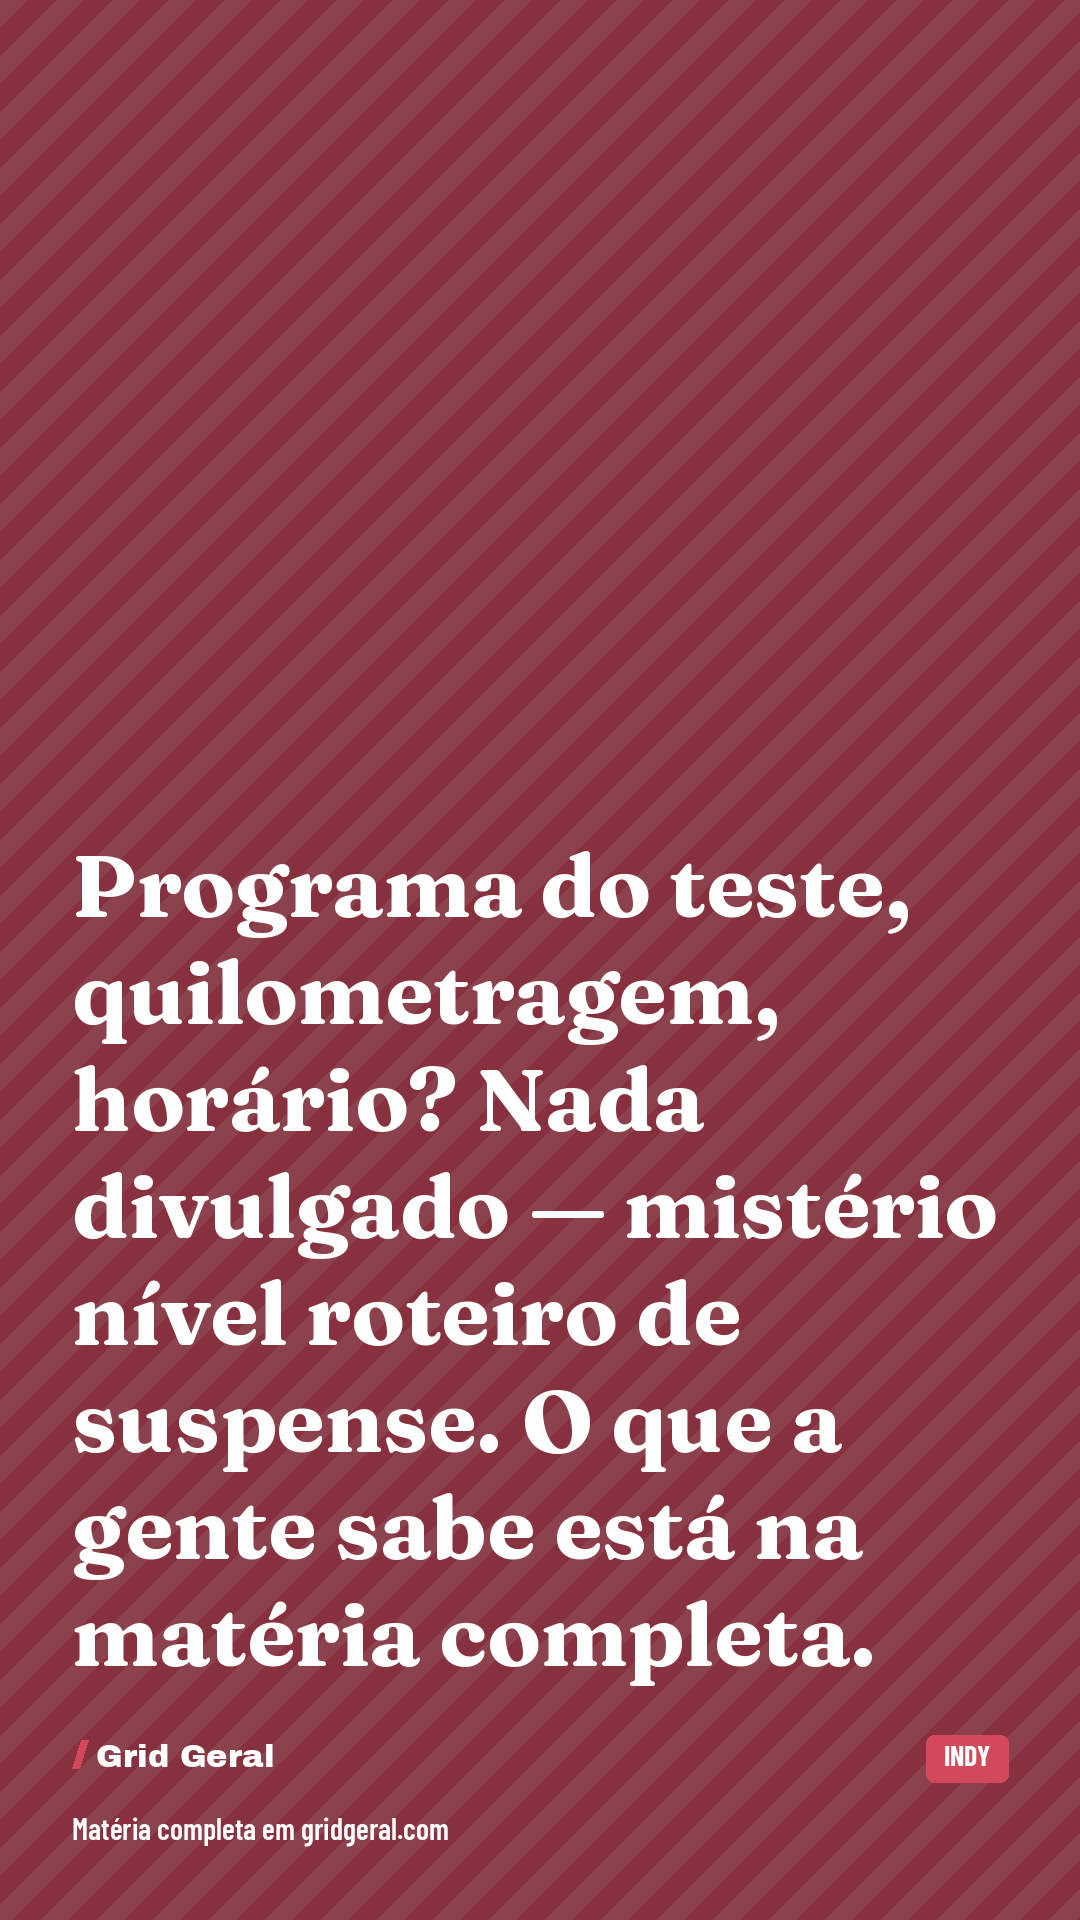 Programa do teste,
quilometragem,
horário? Nada
divulgado — mistério
nível roteiro de
suspense. O que a
gente sabe está na
matéria completa.
/ Grid Geral
INDY
Matéria completa em gridgeral.com